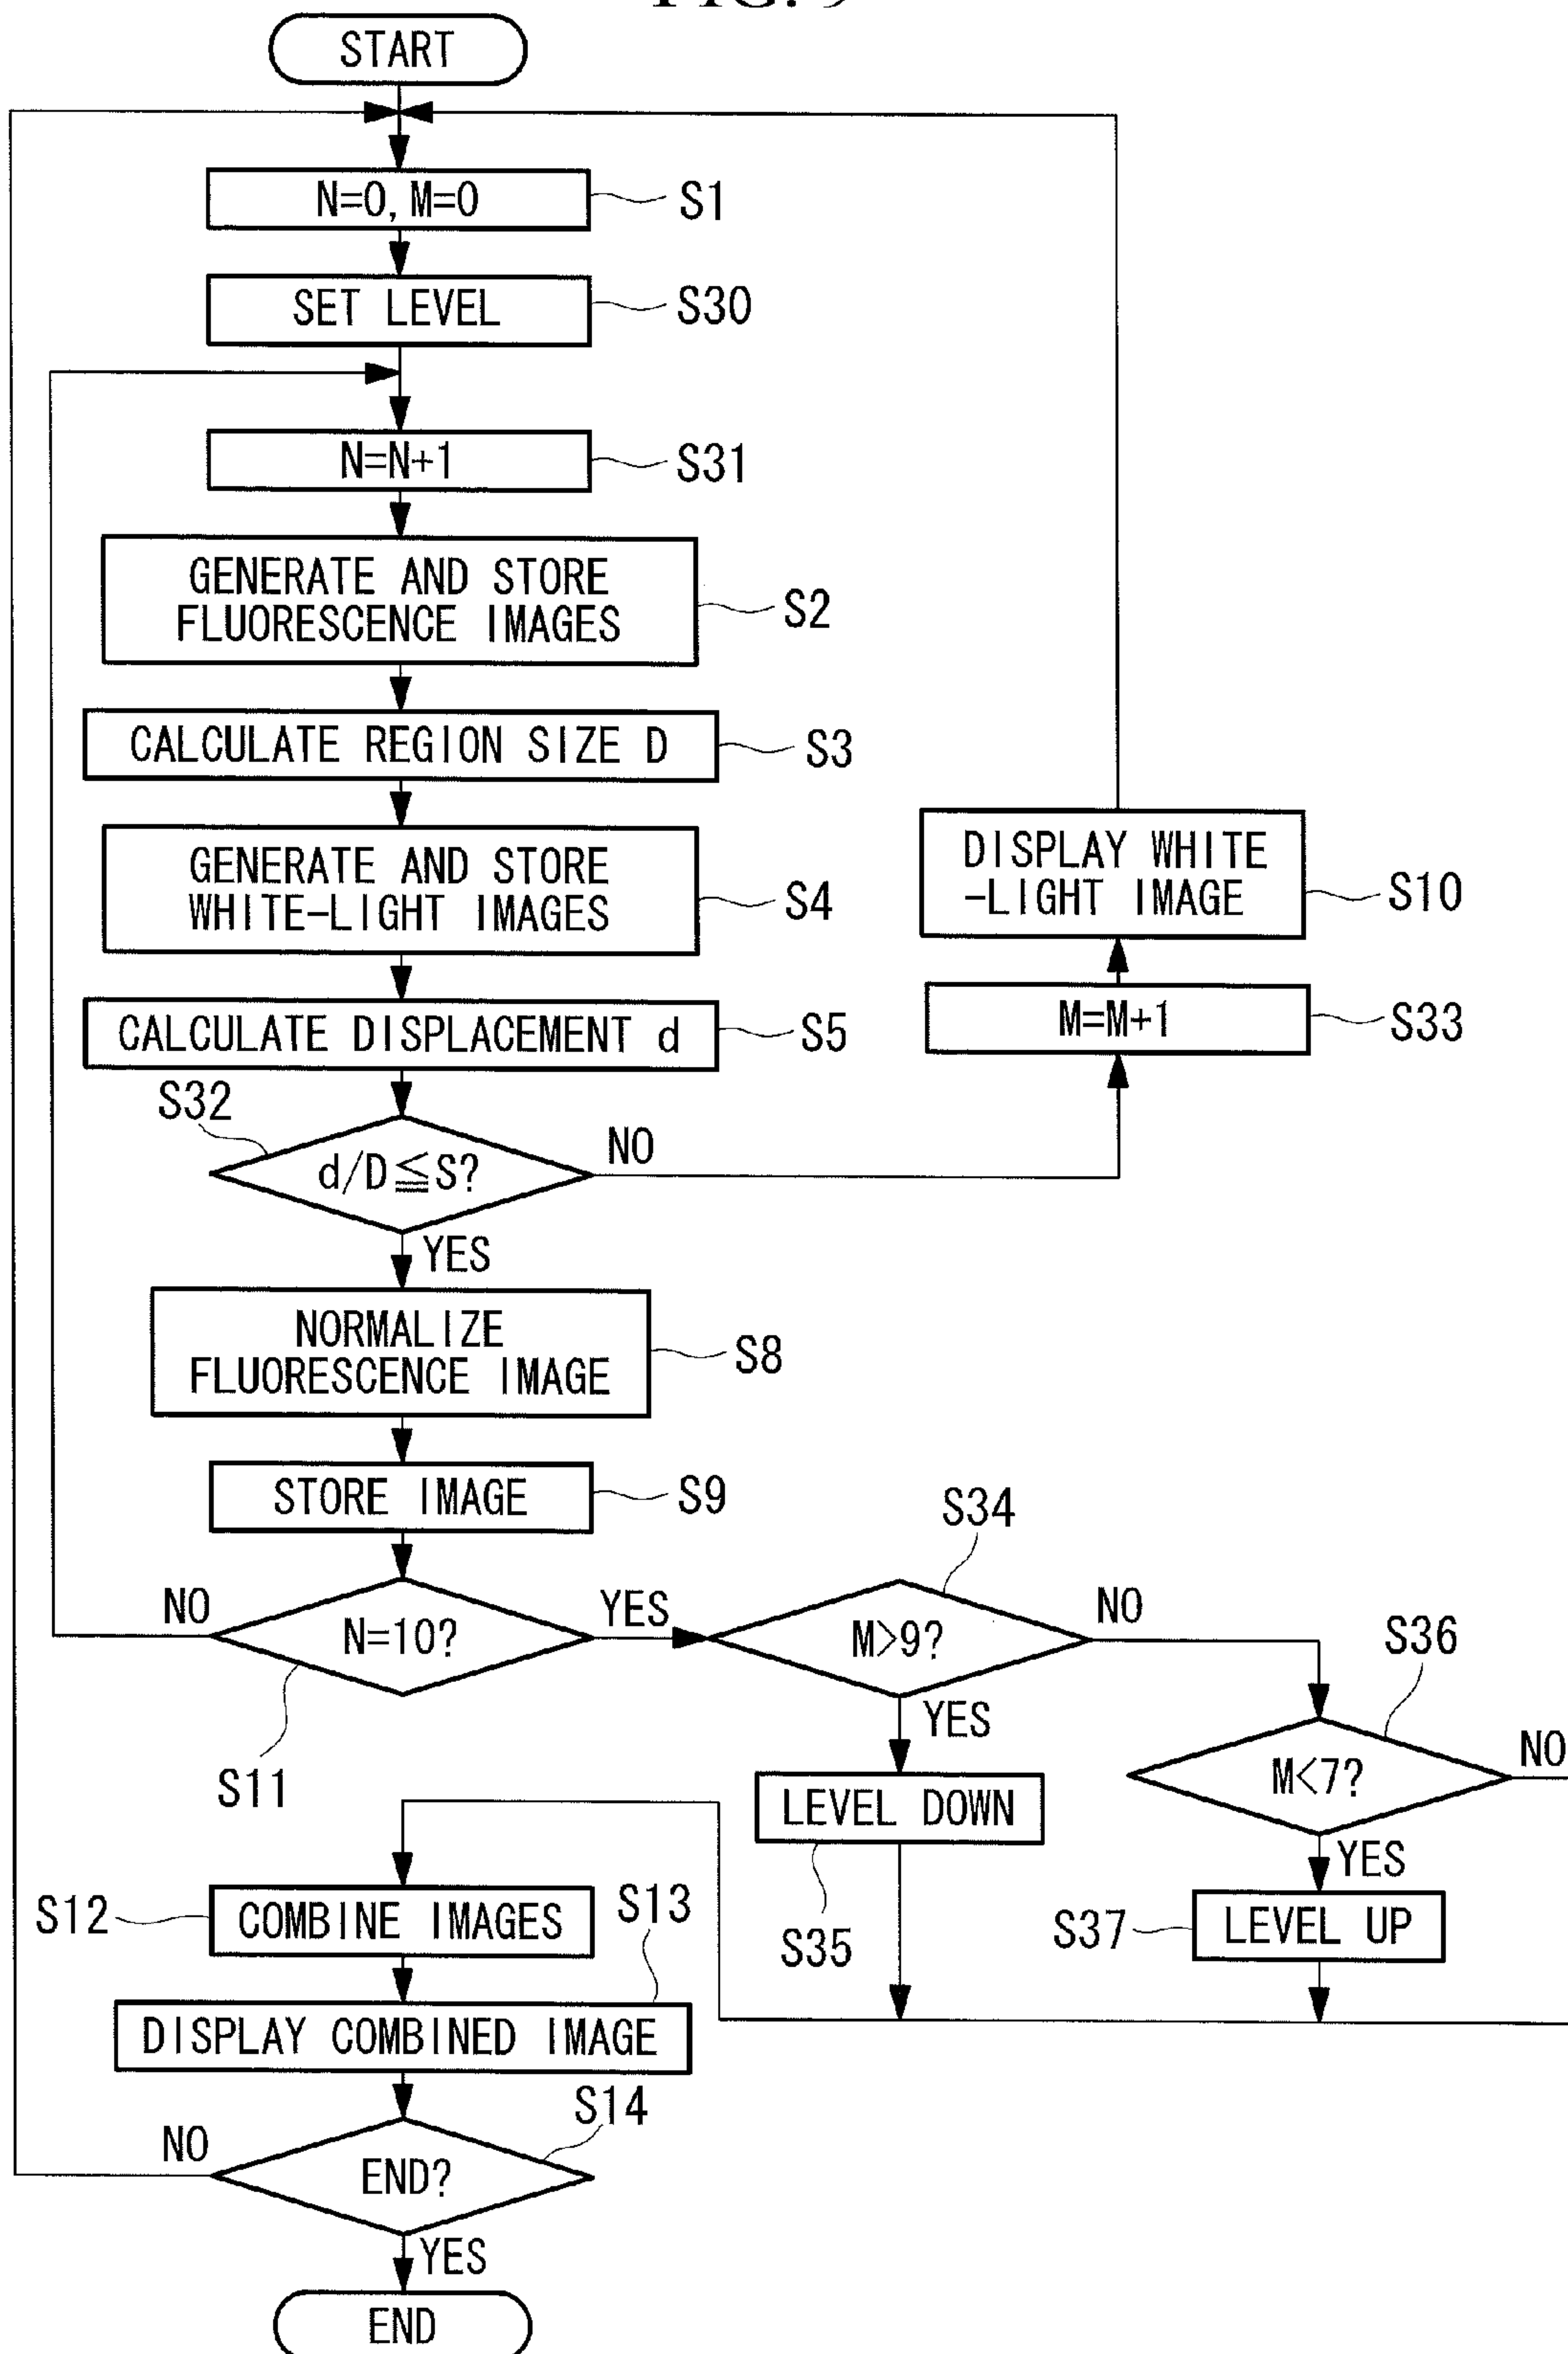 START
N=0, M=0
S1
SET LEVEL
S30
N=N+1
S31
GENERATE AND STORE
FLUORESCENCE IMAGES
S2
CALCULATE REGION SIZE D
S3
GENERATE AND STORE
WHITE-LIGHT IMAGES
S4
DISPLAY WHITE
-LIGHT IMAGE
S10
CALCULATE DISPLACEMENT d
S5
M=M+1
S33
S32
d/D≦S?
NO
YES
NORMALIZE
FLUORESCENCE IMAGE
S8
STORE IMAGE
S9
S34
NO
N=10?
YES
M>9?
NO
S36
S11
YES
M<7?
NO
LEVEL DOWN
S35
YES
LEVEL UP
S37
S12
COMBINE IMAGES
S13
DISPLAY COMBINED IMAGE
S14
NO
END?
YES
END